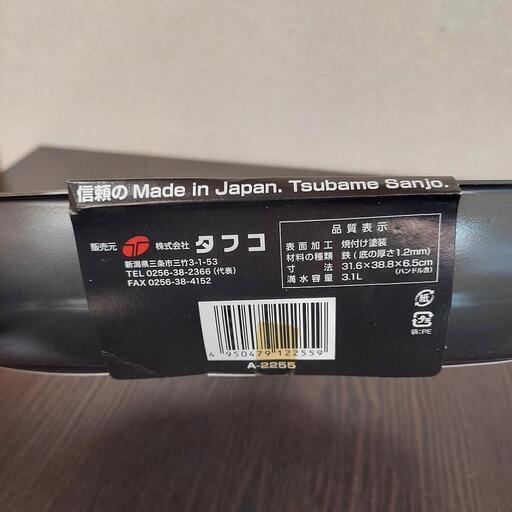 信頼の Made in Japan. Tsubame Sanjo.
販売元 株式会社 タフコ
新潟県三条市三竹3-1-53
TEL 0256-38-2366 (代表)
FAX 0256-38-4152
品質表示
表面加工 焼付け塗装
材料の種類 鉄 (底の厚さ1.2mm)
寸法 31.6×38.8×6.5cm
(ハンドル含)
満水容量 3.1L
紙
プラ
袋:PE
4 950479 122559
A-2255